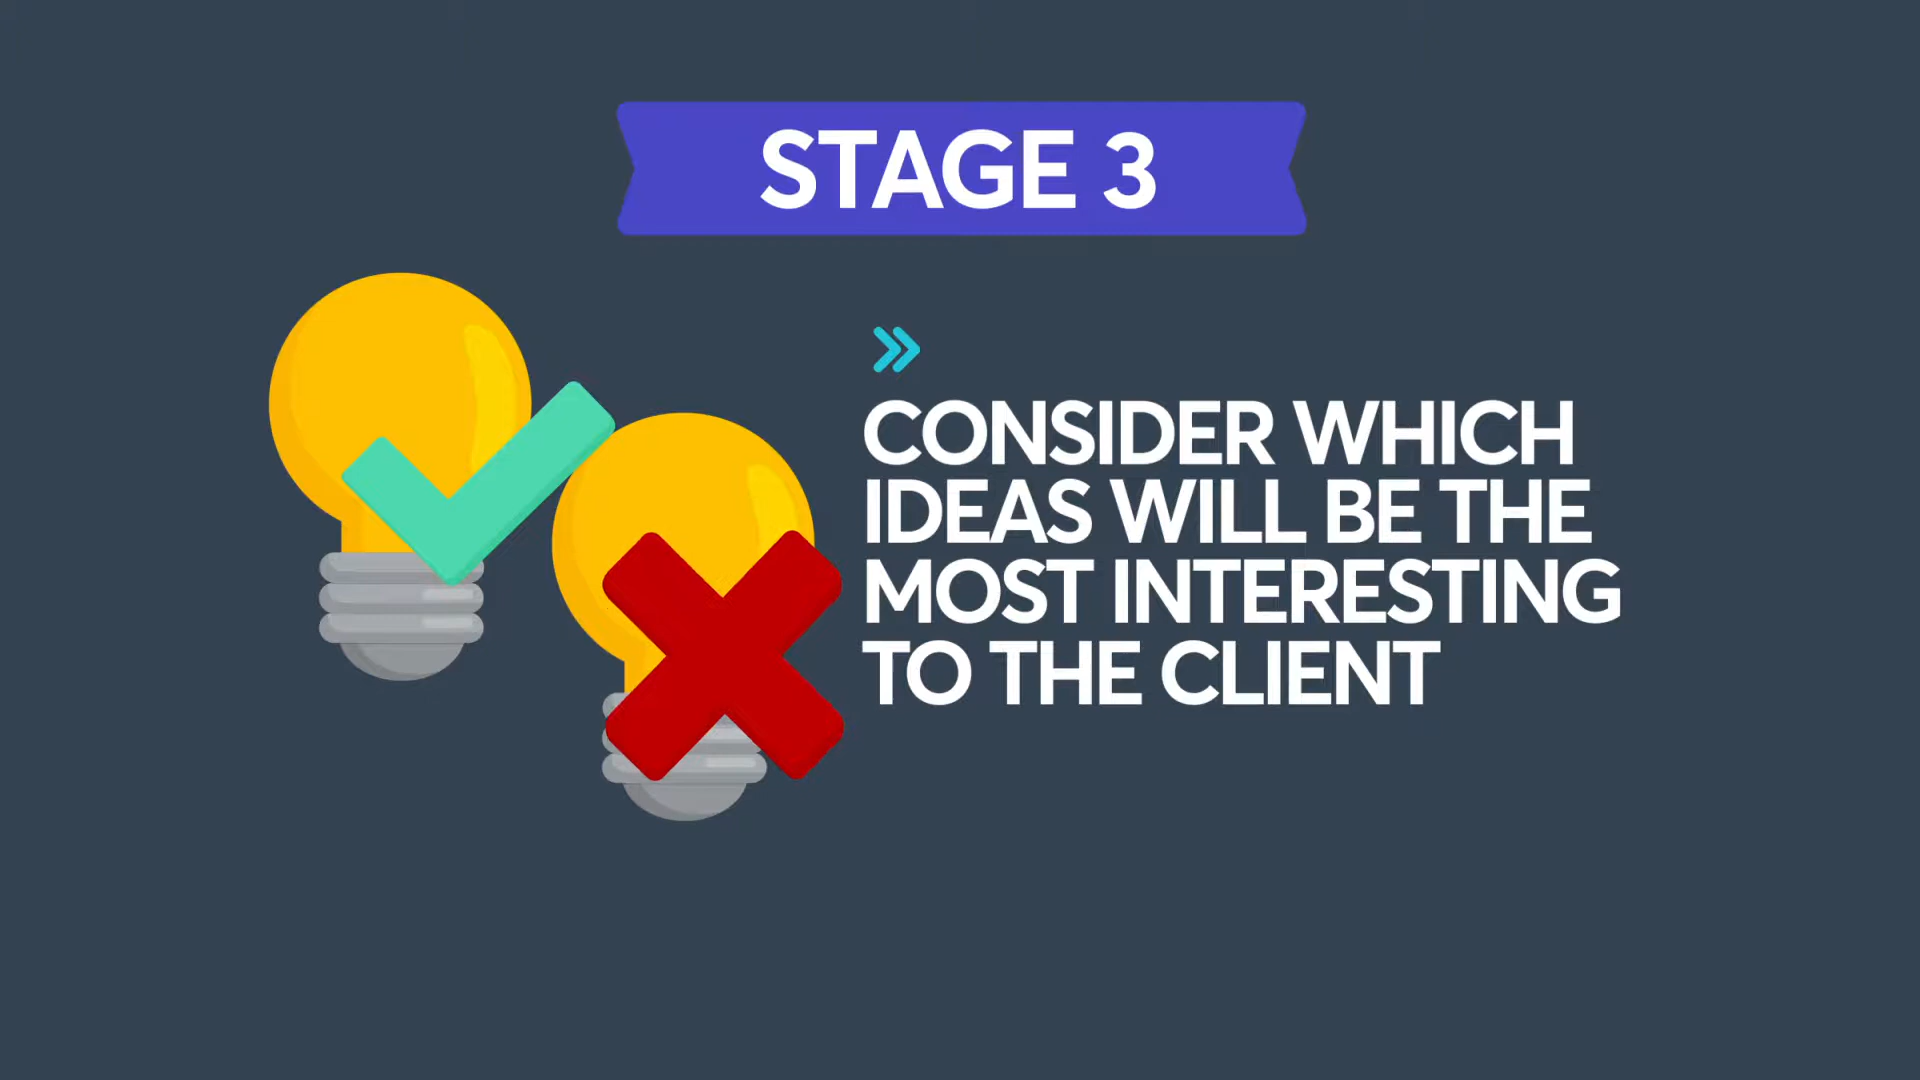 STAGE 3
CONSIDER WHICH
IDEAS WILL BE THE
MOST INTERESTING
TO THE CLIENT